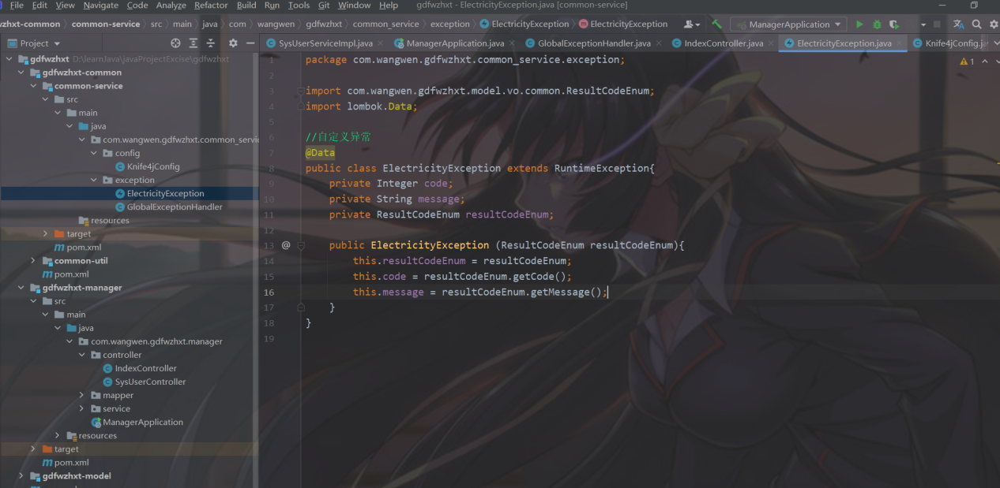 File Edit View Navigate Code Analyze Refactor Build Run Tools Git Window Help gdfwzhxt - ElectricityException.java [common-service]
zhxt-common common-service src main java com wangwen gdfwzhxt common_service exception ElectricityException ElectricityException ManagerApplication
Project
SysUserServiceImpl.java ManagerApplication.java GlobalExceptionHandler.java IndexController.java ElectricityException.java Knife4jConfig.ja
gdfwzhxt D:\learnJava\javaProjectExcise\gdfwzhxt
gdfwzhxt-common
common-service
src
main
java
com.wangwen.gdfwzhxt.common_servic
config
Knife4jConfig
exception
ElectricityException
GlobalExceptionHandler
resources
target
pom.xml
common-util
pom.xml
gdfwzhxt-manager
src
main
java
com.wangwen.gdfwzhxt.manager
controller
IndexController
SysUserController
mapper
service
ManagerApplication
resources
target
pom.xml
gdfwzhxt-model
1
1 package com.wangwen.gdfwzhxt.common_service.exception;
2
3 import com.wangwen.gdfwzhxt.model.vo.common.ResultCodeEnum;
4 import lombok.Data;
5
6 //自定义异常
7 @Data
8 public class ElectricityException extends RuntimeException{
9 private Integer code;
10 private String message;
11 private ResultCodeEnum resultCodeEnum;
12
13 @ public ElectricityException (ResultCodeEnum resultCodeEnum){
14 this.resultCodeEnum = resultCodeEnum;
15 this.code = resultCodeEnum.getCode();
16 this.message = resultCodeEnum.getMessage();
17 }
18 }
19